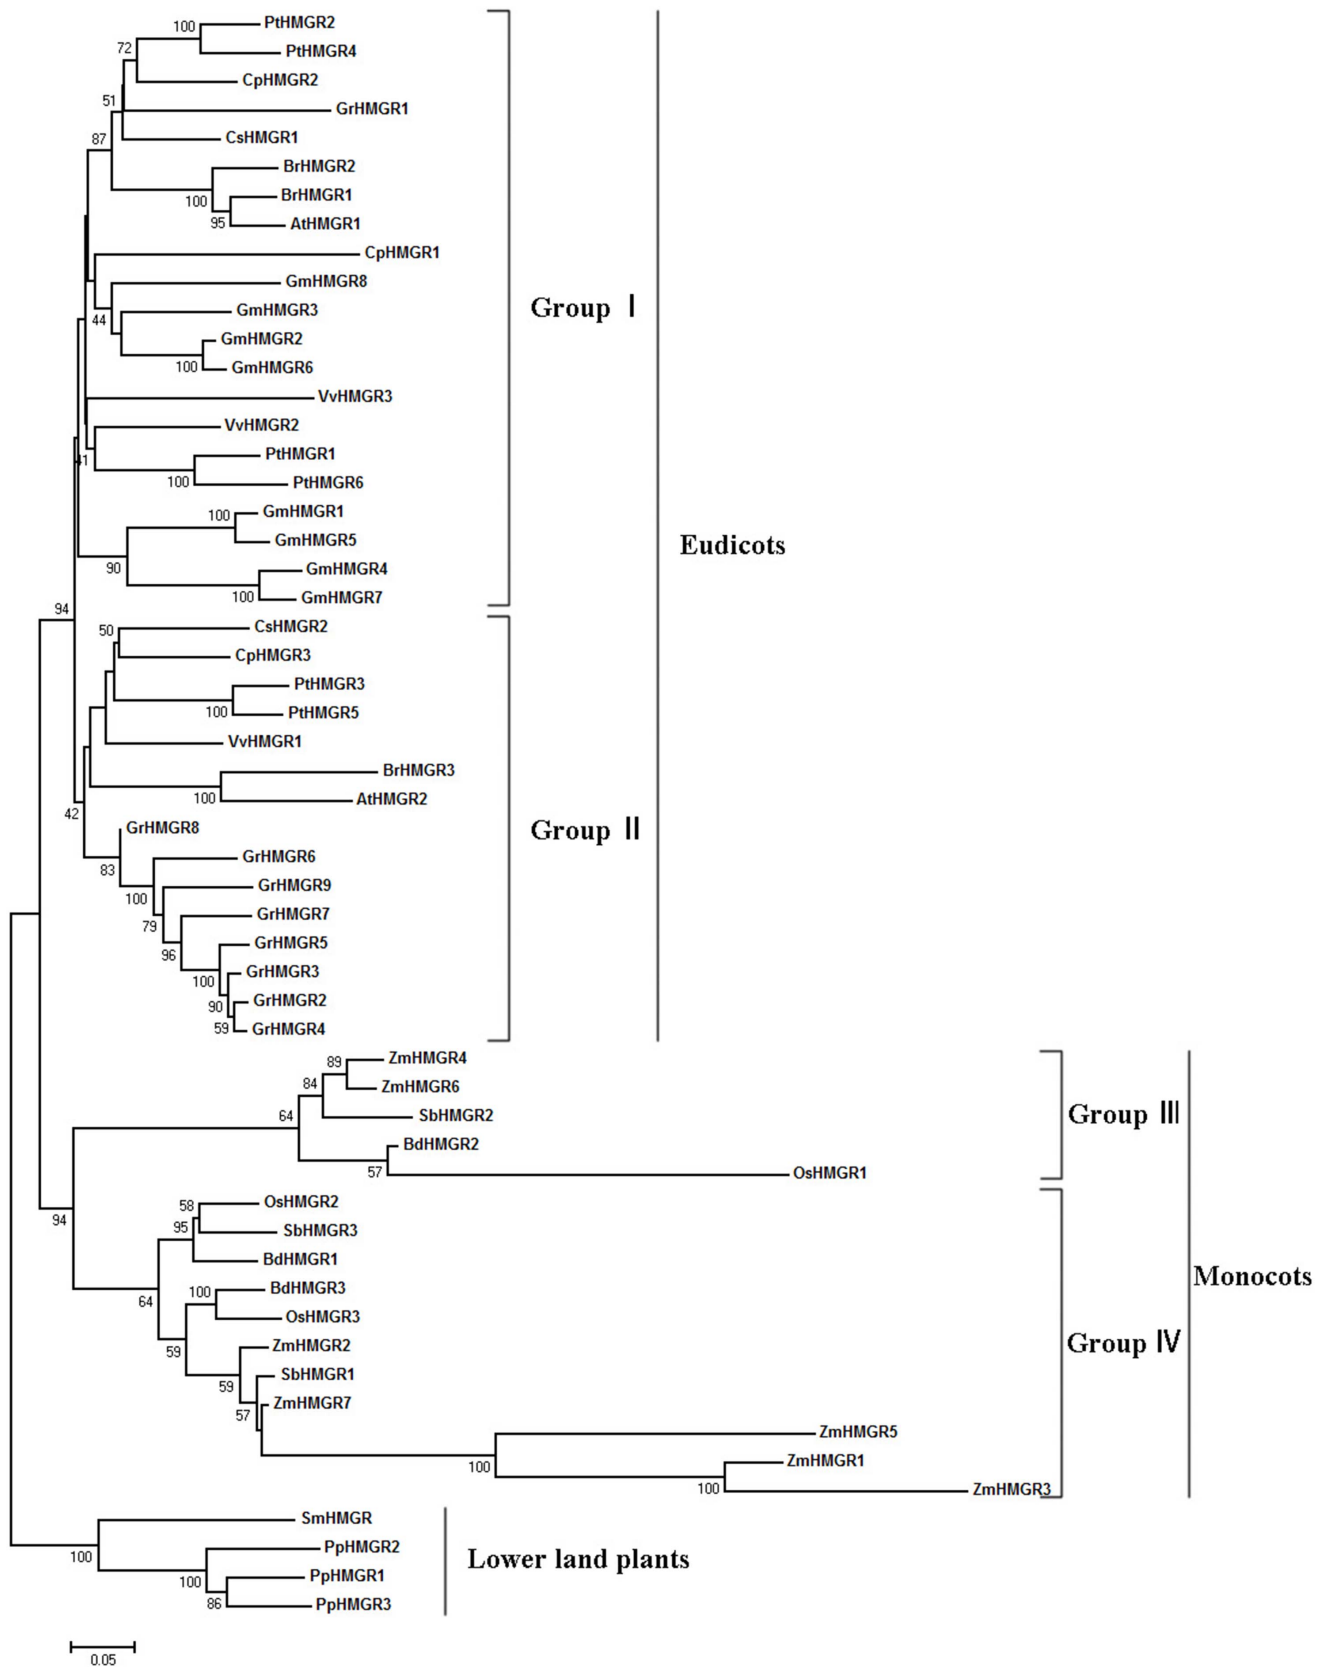 100 PtHMGR2
72 PtHMGR4
CpHMGR2
51 GrHMGR1
87 CsHMGR1
BrHMGR2
100 BrHMGR1
95 AtHMGR1
CpHMGR1
GmHMGR8
Group I
44 GmHMGR3
GmHMGR2
100 GmHMGR6
VvHMGR3
VvHMGR2
41 PtHMGR1
100 PtHMGR6
100 GmHMGR1
GmHMGR5
Eudicots
90 GmHMGR4
100 GmHMGR7
94
50 CsHMGR2
CpHMGR3
PtHMGR3
100 PtHMGR5
VvHMGR1
BrHMGR3
100 AtHMGR2
42
GrHMGR8
Group II
83 GrHMGR6
100 GrHMGR9
79 GrHMGR7
96 GrHMGR5
100 GrHMGR3
90 GrHMGR2
59 GrHMGR4
89 ZmHMGR4
84 ZmHMGR6
64 SbHMGR2
Group III
BdHMGR2
57 OsHMGR1
58 OsHMGR2
95 SbHMGR3
94
BdHMGR1
Monocots
100 BdHMGR3
64 OsHMGR3
59 ZmHMGR2
Group IV
59 SbHMGR1
57 ZmHMGR7
ZmHMGR5
100 ZmHMGR1
100 ZmHMGR3
SmHMGR
100 PpHMGR2
Lower land plants
100 PpHMGR1
86 PpHMGR3
0.05